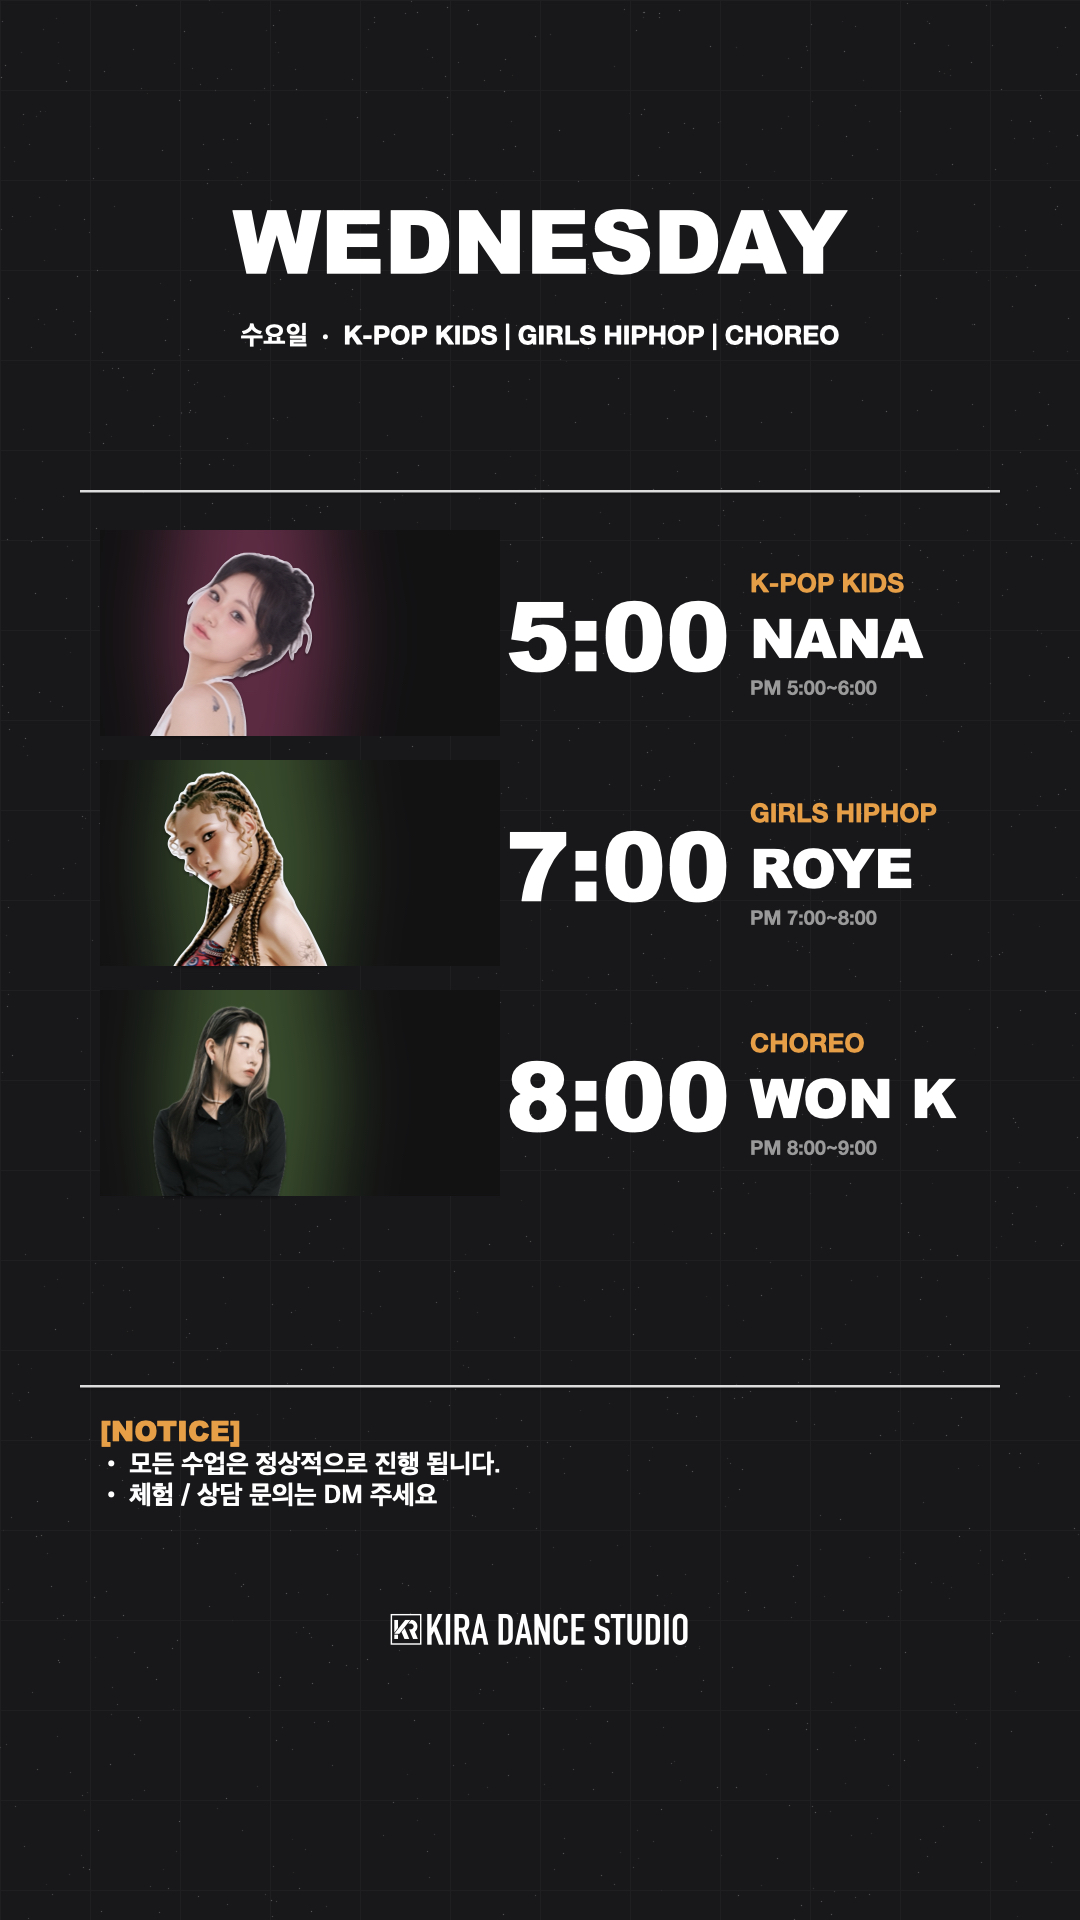 WEDNESDAY
수요일 · K-POP KIDS | GIRLS HIPHOP | CHOREO
5:00
K-POP KIDS
NANA
PM 5:00~6:00
7:00
GIRLS HIPHOP
ROYE
PM 7:00~8:00
8:00
CHOREO
WON K
PM 8:00~9:00
[NOTICE]
· 모든 수업은 정상적으로 진행 됩니다.
· 체험 / 상담 문의는 DM 주세요
KR KIRA DANCE STUDIO